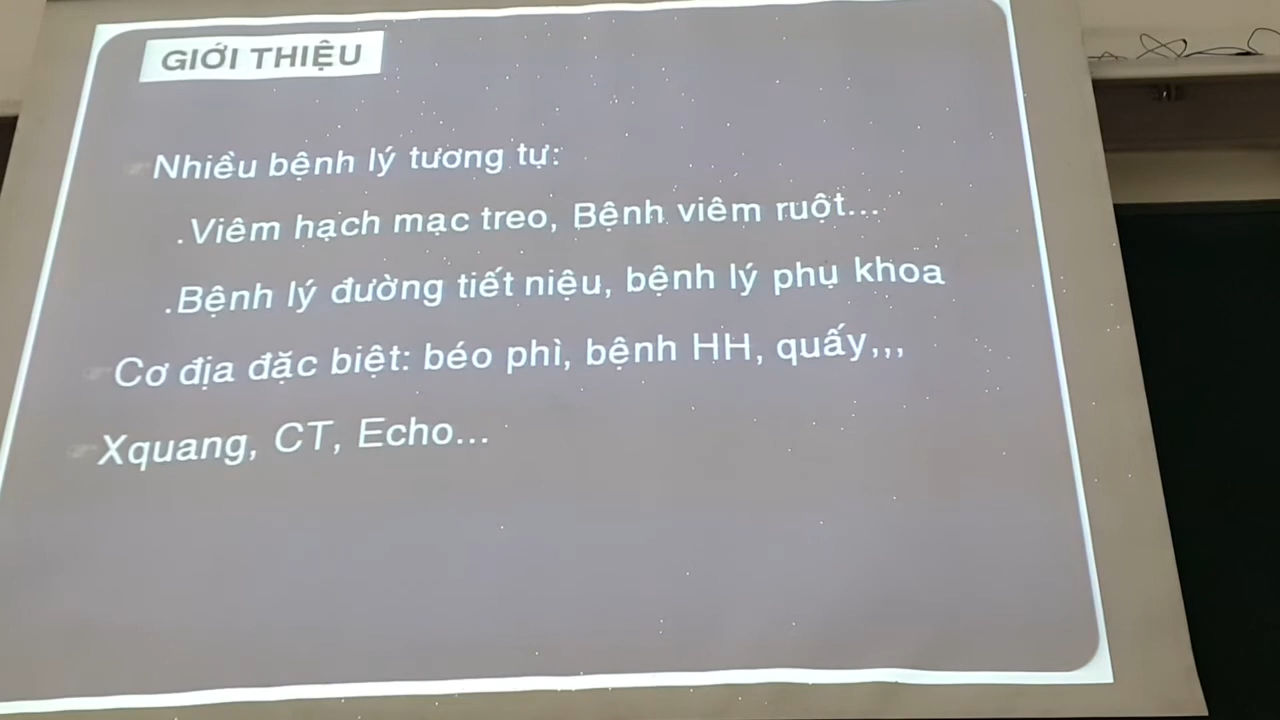 GIỚI THIỆU
Nhiều bệnh lý tương tự:
.Viêm hạch mạc treo, Bệnh viêm ruột...
.Bệnh lý đường tiết niệu, bệnh lý phụ khoa
Cơ địa đặc biệt: béo phì, bệnh HH, quấy,,,
Xquang, CT, Echo...